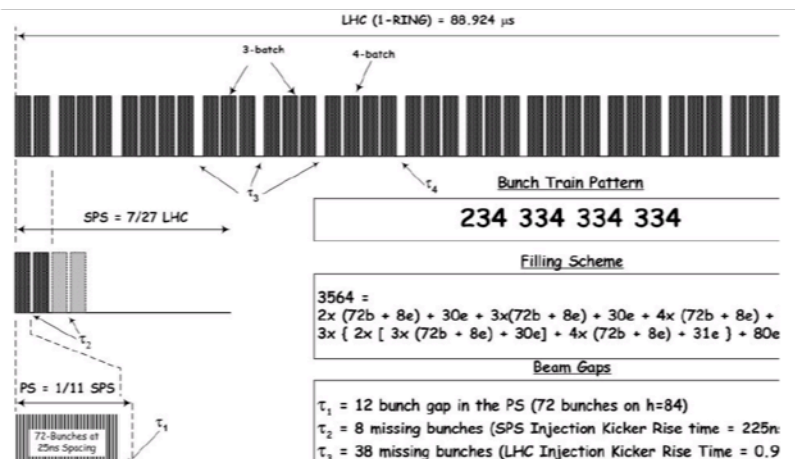 LHC (1-RING) = 88.924 μs
3-batch
4-batch
τ3
τ4
Bunch Train Pattern
234 334 334 334
SPS = 7/27 LHC
Filling Scheme
3564 =
2x (72b + 8e) + 30e + 3x(72b + 8e) + 30e + 4x (72b + 8e) +
3x { 2x [ 3x (72b + 8e) + 30e] + 4x (72b + 8e) + 31e } + 80e
τ2
Beam Gaps
PS = 1/11 SPS
τ1 = 12 bunch gap in the PS (72 bunches on h=84)
τ1
τ2 = 8 missing bunches (SPS Injection Kicker Rise time = 225n
72-Bunches at
25ns Spacing
τ3 = 38 missing bunches (LHC Injection Kicker Rise Time = 0.9